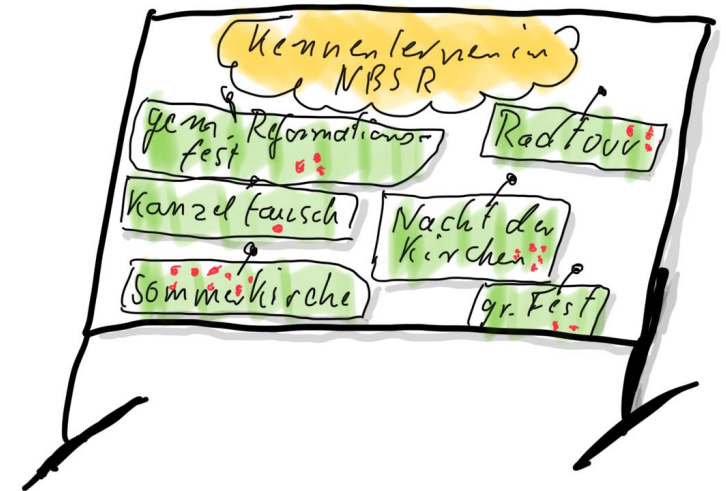 Kennenlernen in
NBSR
gem. Reformations-
fest
Radtour
Kanzeltausch
Nacht der
Kirchen
Sommerkirche
gr. Fest